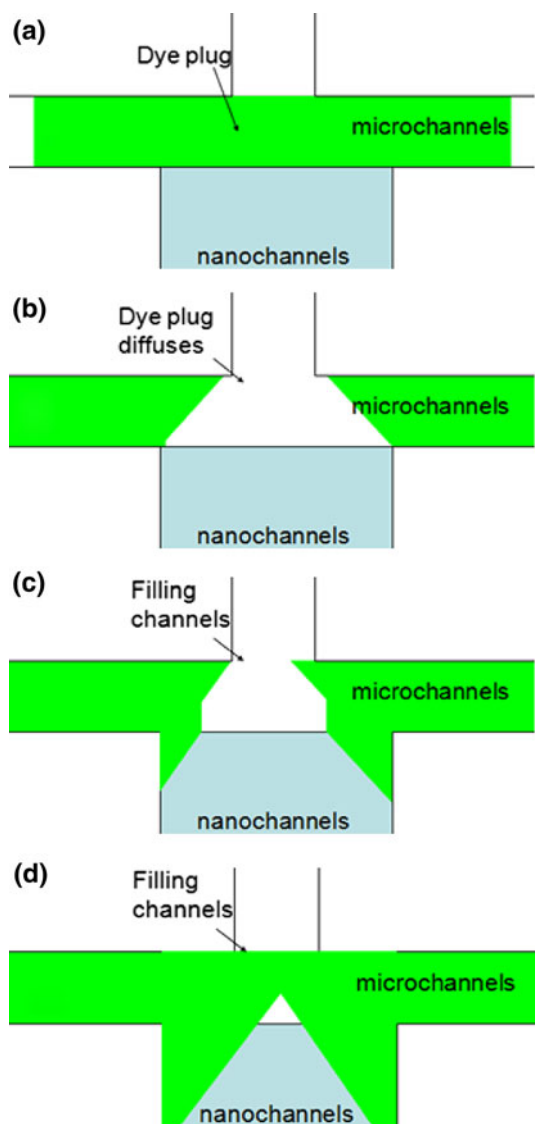 (a)
Dye plug
microchannels
nanochannels
(b)
Dye plug
diffuses
microchannels
nanochannels
(c)
Filling
channels
microchannels
nanochannels
(d)
Filling
channels
microchannels
nanochannels